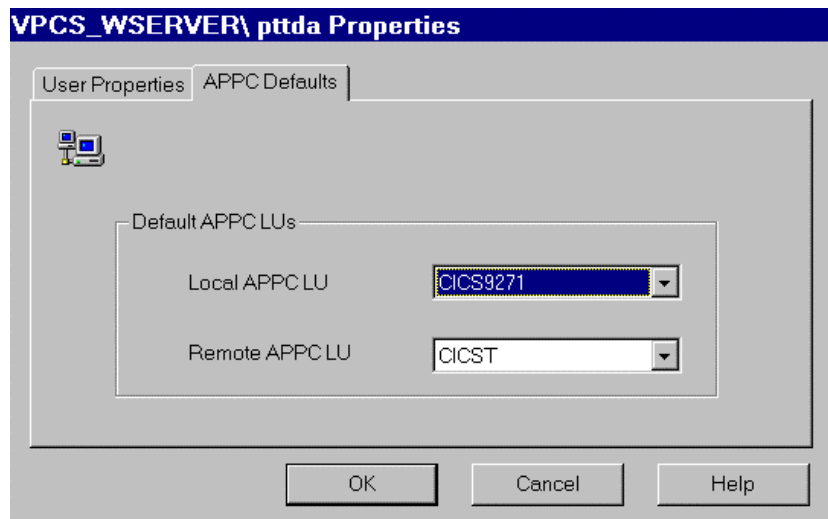 VPCS_WSERVER\ pttda Properties
User Properties APPC Defaults
Default APPC LUs
Local APPC LU CICS9271
Remote APPC LU CICST
OK Cancel Help